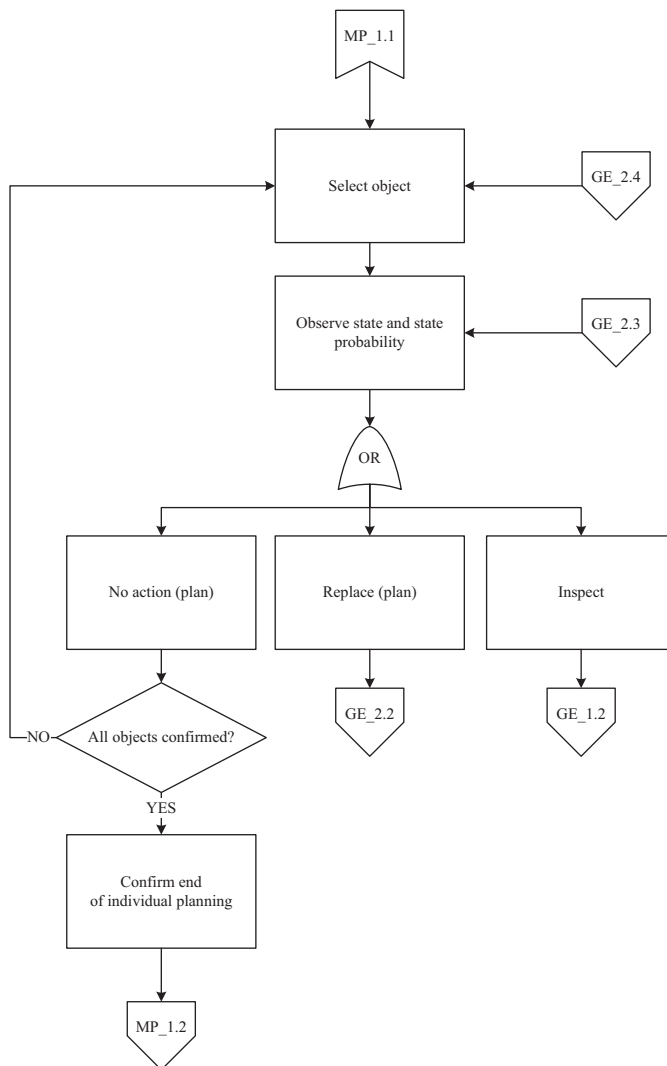 MP_1.1
Select object
GE_2.4
Observe state and state
probability
GE_2.3
OR
No action (plan)
Replace (plan)
Inspect
GE_2.2
GE_1.2
NO
All objects confirmed?
YES
Confirm end
of individual planning
MP_1.2